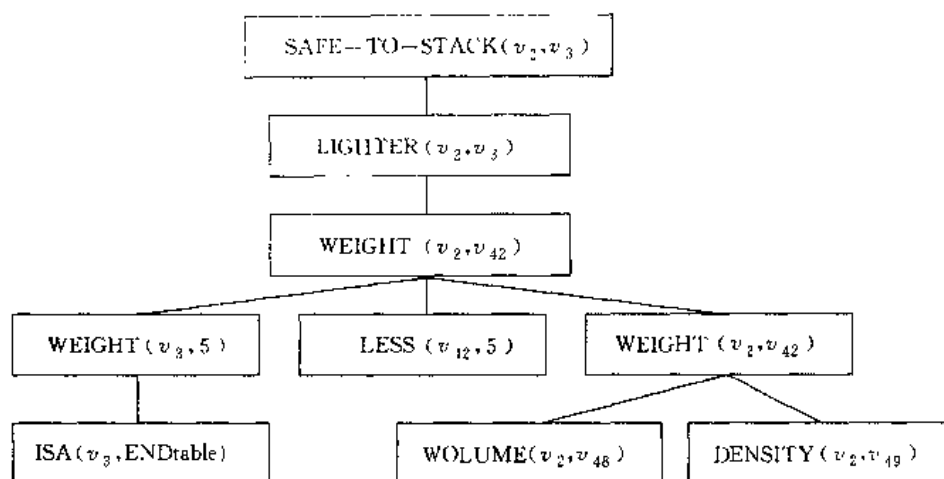 SAFE-TO-STACK(v₂,v₃)
LIGHTER(v₂,v₃)
WEIGHT (v₂,v₄₂)
WEIGHT(v₃,5) LESS (v₁₂,5) WEIGHT (v₂,v₄₂)
ISA(v₃,ENDtable) WOLUME(v₂,v₄₈) DENSITY(v₂,v₄₉)